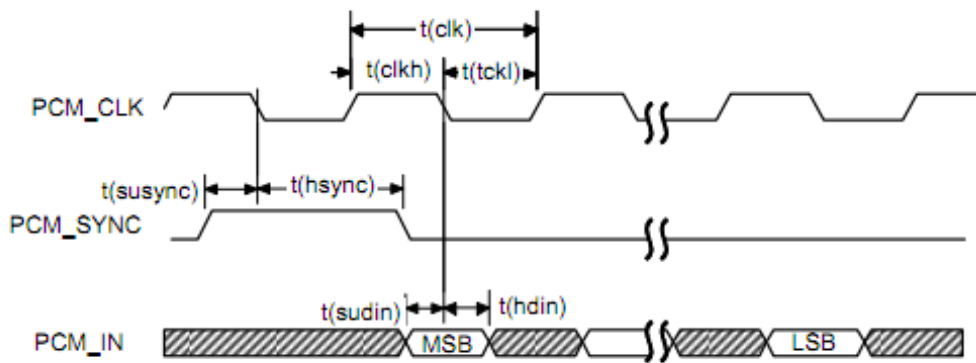 t(clk)
t(clkh)
t(tckl)
PCM_CLK
t(susync)
t(hsync)
PCM_SYNC
t(sudin)
t(hdin)
PCM_IN
MSB
LSB